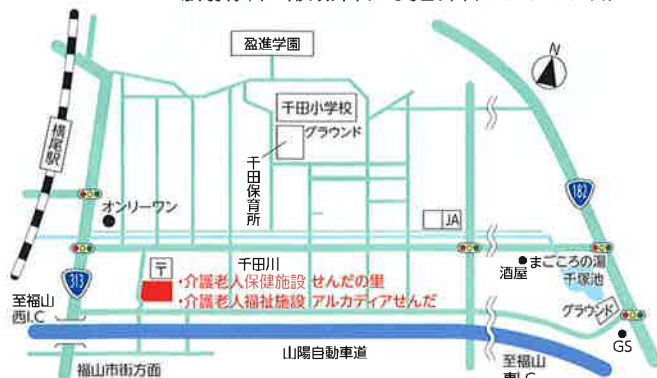 盈進学園
N
千田小学校
グラウンド
横尾駅
千田保育所
182
オンリーワン
JA
千田川
〒
・介護老人保健施設 せんだの里
・介護老人福祉施設 アルカディアせんだ
まごころの湯
酒屋
千塚池
313
至福山
西I.C
グラウンド
GS
山陽自動車道
福山市街方面
至福山